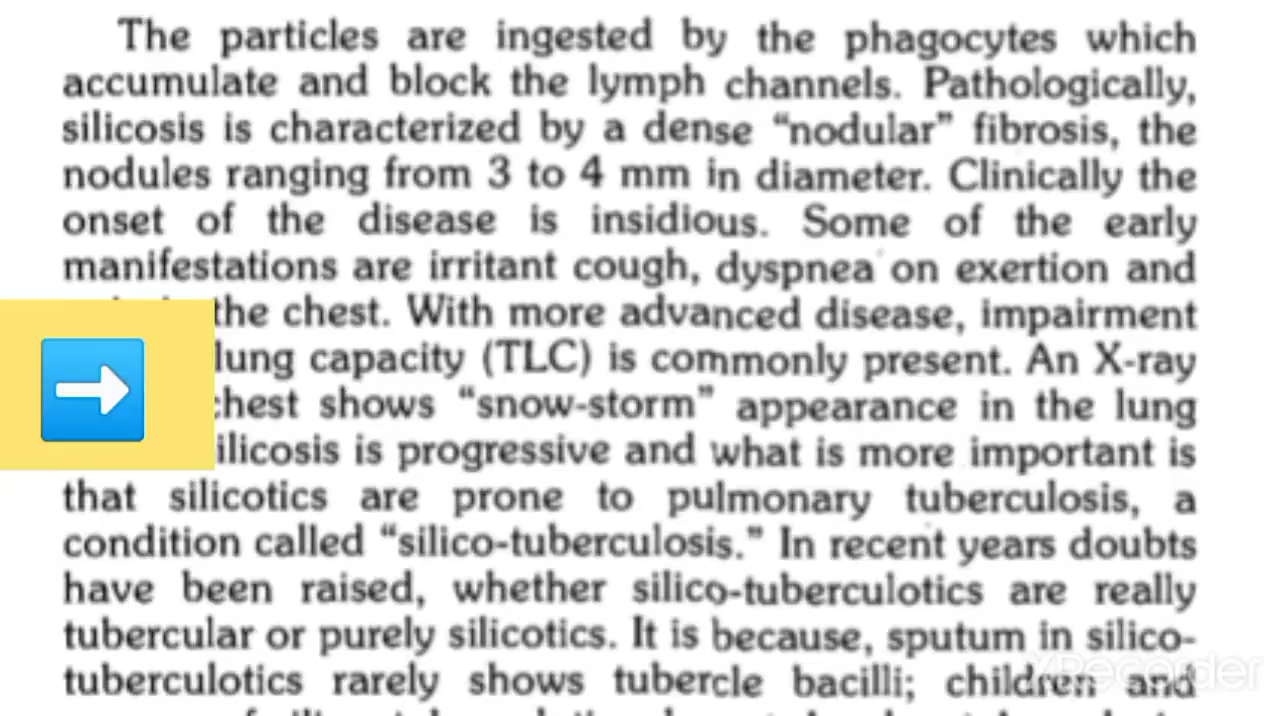 The particles are ingested by the phagocytes which
accumulate and block the lymph channels. Pathologically,
silicosis is characterized by a dense “nodular” fibrosis, the
nodules ranging from 3 to 4 mm in diameter. Clinically the
onset of the disease is insidious. Some of the early
manifestations are irritant cough, dyspnea on exertion and
the chest. With more advanced disease, impairment
lung capacity (TLC) is commonly present. An X-ray
hest shows “snow-storm” appearance in the lung
ilicosis is progressive and what is more important is
that silicotics are prone to pulmonary tuberculosis, a
condition called “silico-tuberculosis.” In recent years doubts
have been raised, whether silico-tuberculotics are really
tubercular or purely silicotics. It is because, sputum in silico-
tuberculotics rarely shows tubercle bacilli; children and
XRecorder